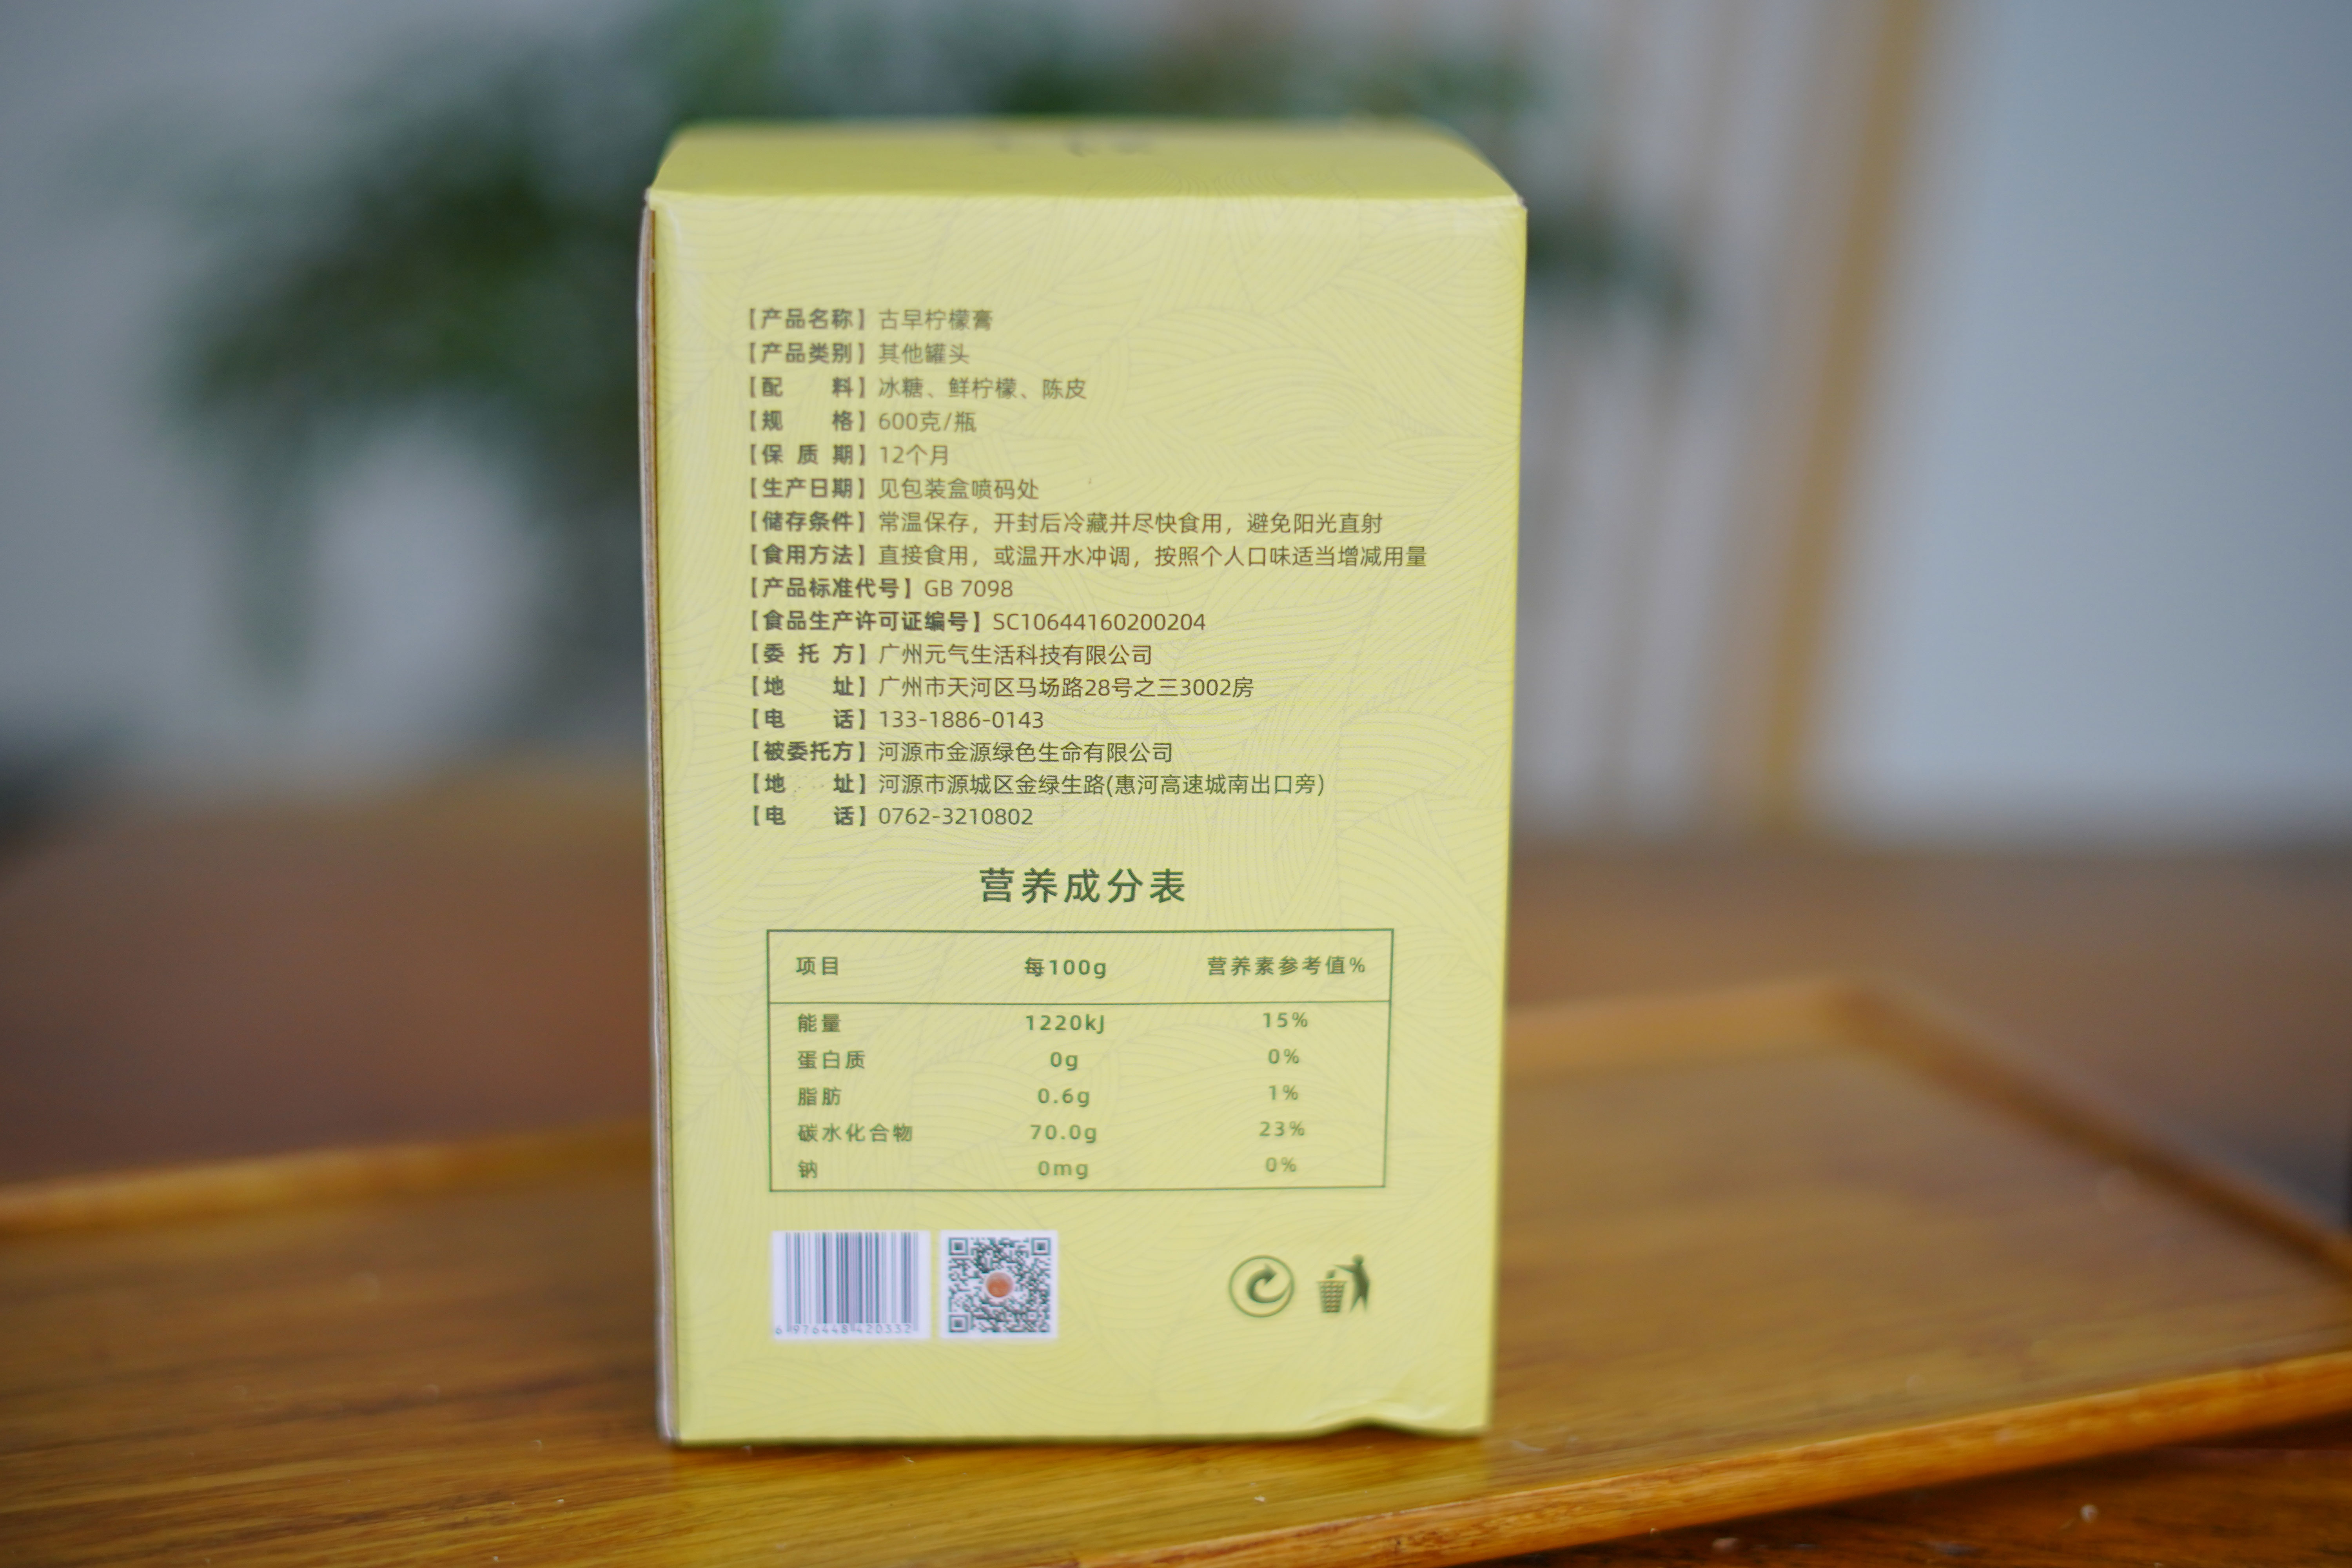 【产品名称】古早柠檬膏
【产品类别】其他罐头
【配 料】冰糖、鲜柠檬、陈皮
【规 格】600克/瓶
【保 质 期】12个月
【生产日期】见包装盒喷码处
【储存条件】常温保存，开封后冷藏并尽快食用，避免阳光直射
【食用方法】直接食用，或温开水冲调，按照个人口味适当增减用量
【产品标准代号】GB 7098
【食品生产许可证编号】SC10644160200204
【委 托 方】广州元气生活科技有限公司
【地 址】广州市天河区马场路28号之三3002房
【电 话】133-1886-0143
【被委托方】河源市金源绿色生命有限公司
【地 址】河源市源城区金绿生路(惠河高速城南出口旁)
【电 话】0762-3210802
营养成分表
项目 每100g 营养素参考值%
能量 1220kJ 15%
蛋白质 0g 0%
脂肪 0.6g 1%
碳水化合物 70.0g 23%
钠 0mg 0%
6 976448 420332